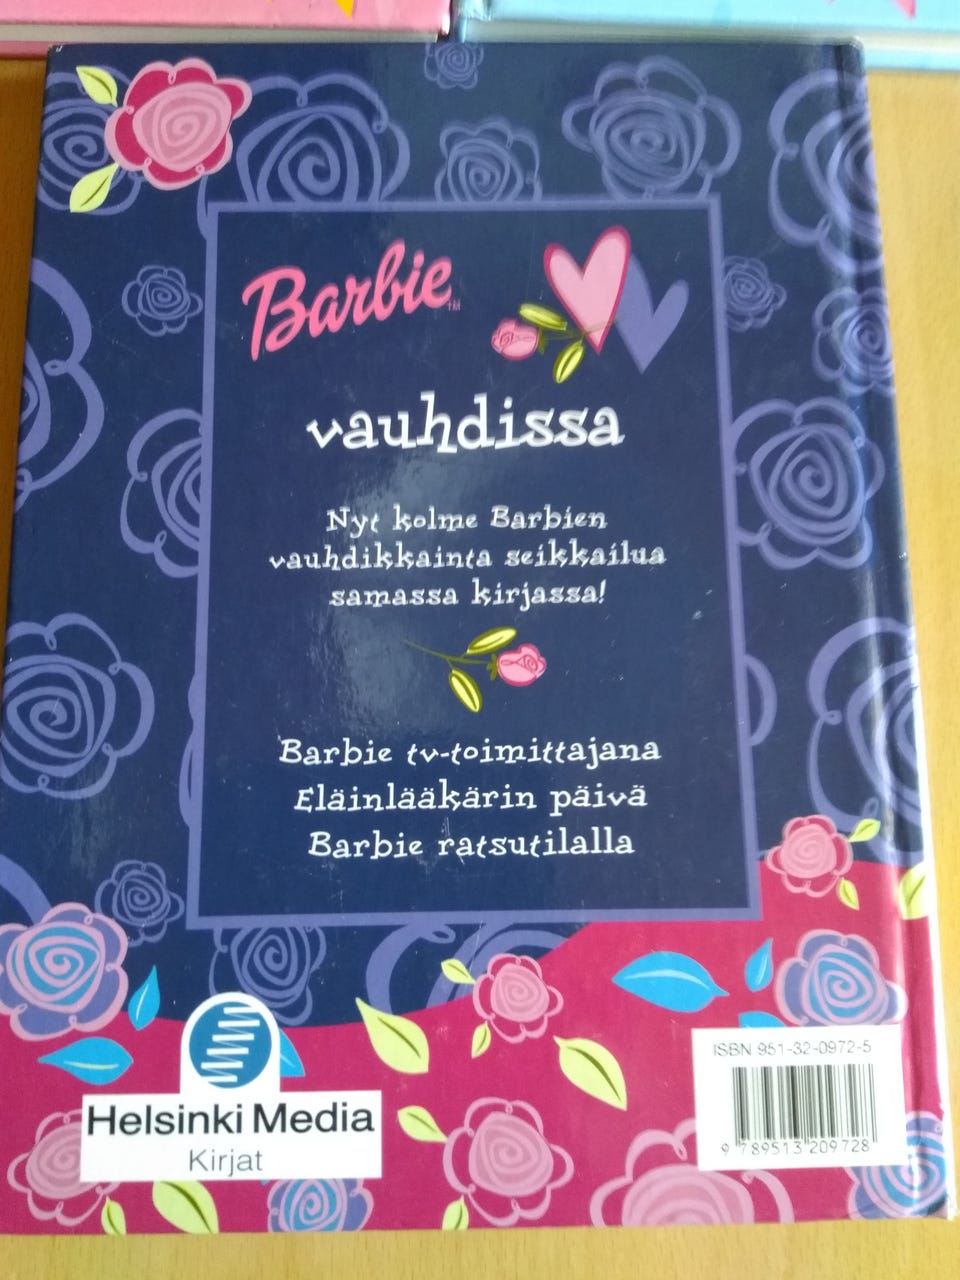 Barbie™
vauhdissa
Nyt kolme Barbien
vauhdikkainta seikkailua
samassa kirjassa!
Barbie tv-toimittajana
Eläinlääkärin päivä
Barbie ratsutilalla
Helsinki Media
Kirjat
ISBN 951-32-0972-5
9 789513 209728